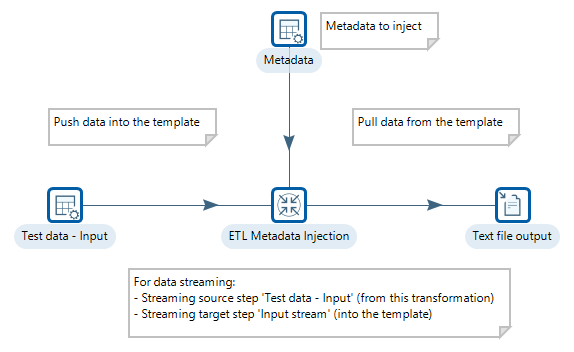 Metadata to inject
Metadata
Push data into the template
Pull data from the template
Test data - Input
ETL Metadata Injection
Text file output
For data streaming:
- Streaming source step 'Test data - Input' (from this transformation)
- Streaming target step 'Input stream' (into the template)